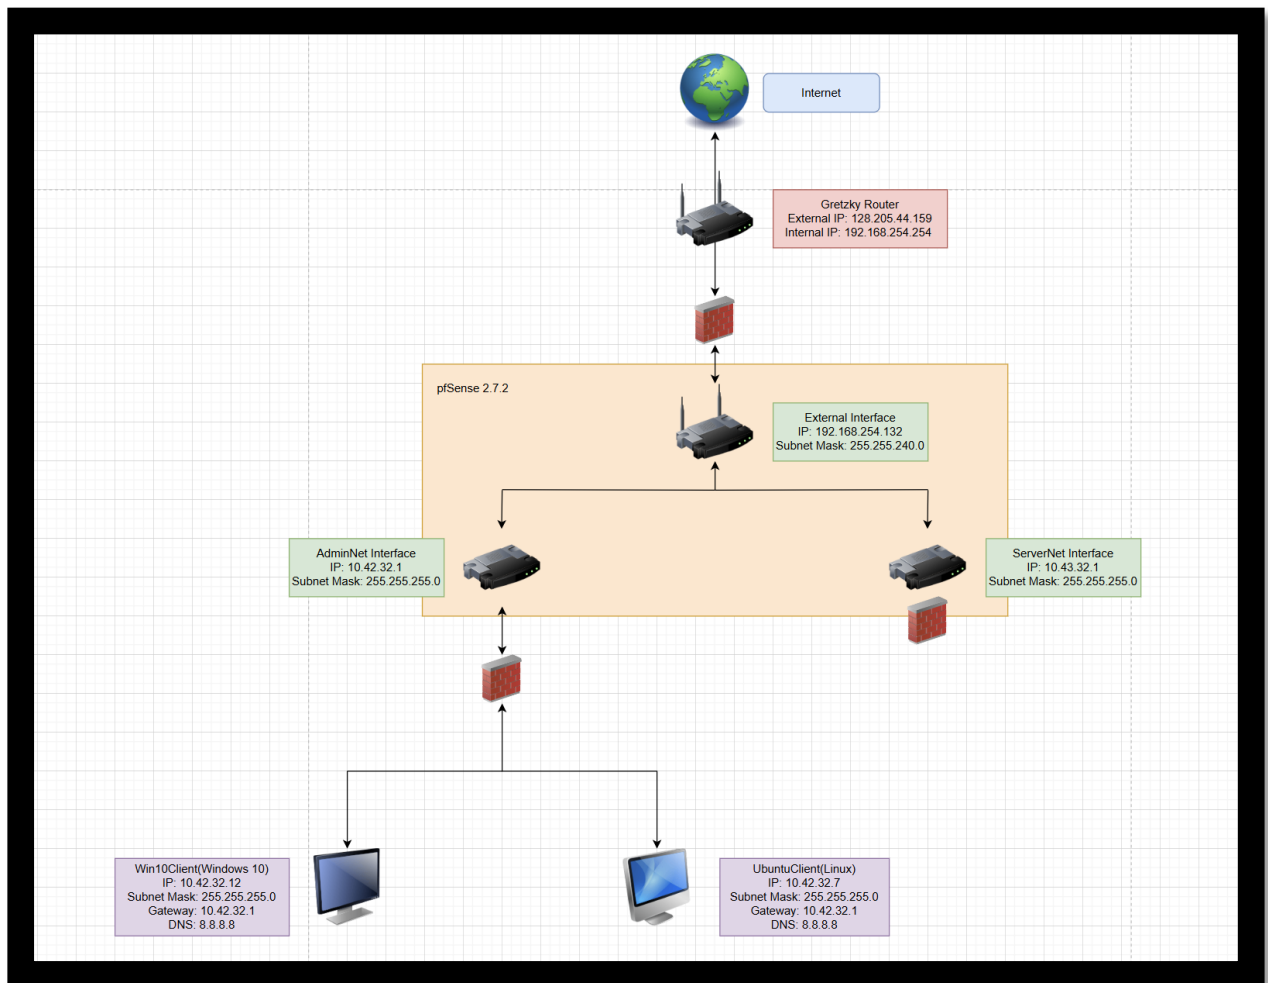 Internet
Gretzky Router
External IP: 128.205.44.159
Internal IP: 192.168.254.254
pfSense 2.7.2
External Interface
IP: 192.168.254.132
Subnet Mask: 255.255.240.0
AdminNet Interface
IP: 10.42.32.1
Subnet Mask: 255.255.255.0
ServerNet Interface
IP: 10.43.32.1
Subnet Mask: 255.255.255.0
Win10Client(Windows 10)
IP: 10.42.32.12
Subnet Mask: 255.255.255.0
Gateway: 10.42.32.1
DNS: 8.8.8.8
UbuntuClient(Linux)
IP: 10.42.32.7
Subnet Mask: 255.255.255.0
Gateway: 10.42.32.1
DNS: 8.8.8.8